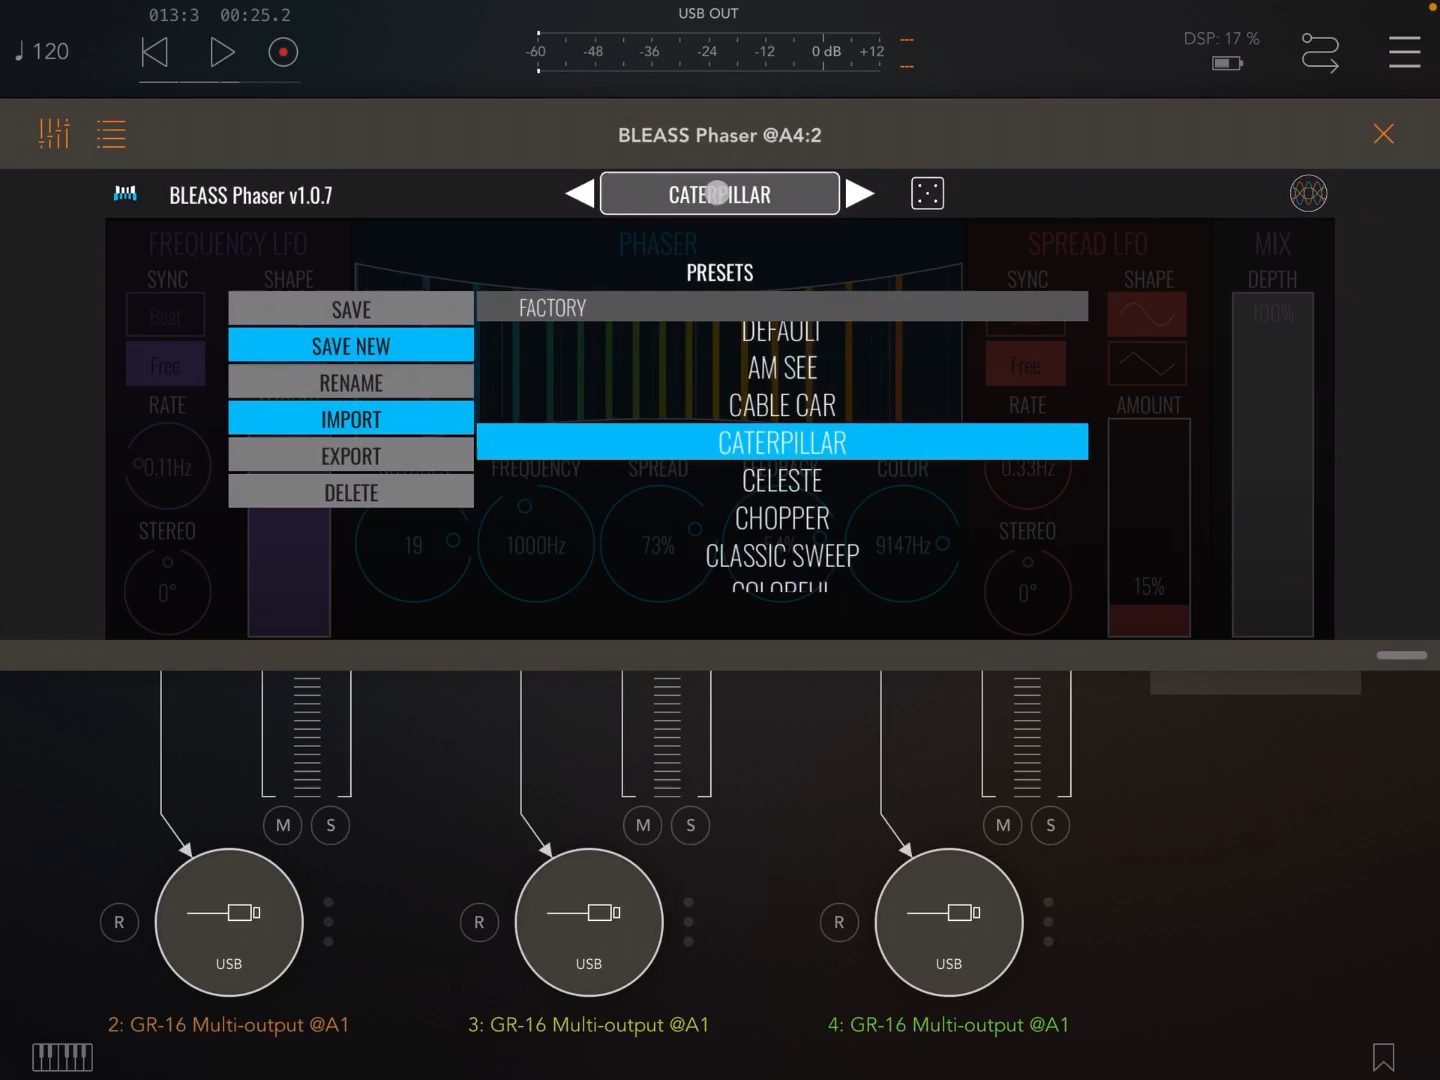 013:3 00:25.2
USB OUT
120
-60 -48 -36 -24 -12 0 dB +12
DSP: 17 %
BLEASS Phaser @A4:2
BLEASS Phaser v1.0.7
CATERPILLAR
FREQUENCY LFO
PHASER
SPREAD LFO
MIX
SYNC SHAPE
PRESETS
SYNC SHAPE
DEPTH
Beat
SAVE
FACTORY
100%
DEFAULT
SAVE NEW
Free
AM SEE
Free
RENAME
RATE
CABLE CAR
RATE
AMOUNT
IMPORT
CATERPILLAR
EXPORT
0.11Hz
FREQUENCY
SPREAD
COLOR
0.33Hz
CELESTE
DELETE
STEREO
CHOPPER
STEREO
19
1000Hz
73%
54%
9147Hz
CLASSIC SWEEP
0°
COLORFUL
0°
15%
M S
M S
M S
R
R
R
USB
USB
USB
2: GR-16 Multi-output @A1
3: GR-16 Multi-output @A1
4: GR-16 Multi-output @A1